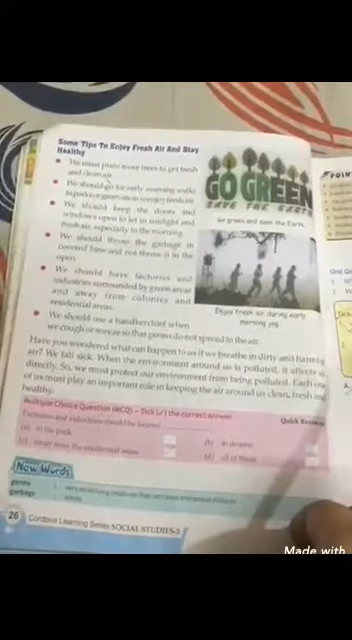 Some Tips To Enjoy Fresh Air And Stay
Healthy
We must plant more trees to get fresh
and clean air.
We should go for early morning walks
to parks or green areas to enjoy fresh air.
We should keep the doors and
windows open to let in sunlight and
fresh air, especially in the morning.
We should throw the garbage in
covered bins and not throw it in the
open.
We should have factories and
industries surrounded by green areas
and away from colonies and
residential areas.
We should use a handkerchief when
we cough or sneeze so that germs do not spread in the air.
GO GREEN
SAVE THE EARTH
Go green and save the Earth.
Enjoy fresh air during early
morning jog.
Have you wondered what can happen to us if we breathe in dirty and harmful
air? We fall sick. When the environment around us is polluted, it affects us
directly. So, we must protect our environment from being polluted. Each one
of us must play an important role in keeping the air around us clean, fresh and
healthy.
Multiple Choice Question (MCQ) – Tick (✓) the correct answer.
Quick Revision
Factories and industries should be located
(a) in the park
(b) in deserts
(c) away from the residential areas
(d) all of these
New Words
germs : very small living creatures that can cause and spread diseases
garbage : waste
26 Cordova Learning Series SOCIAL STUDIES-3
POIN
Oral Qu
1. W
2. W
A.
Made with